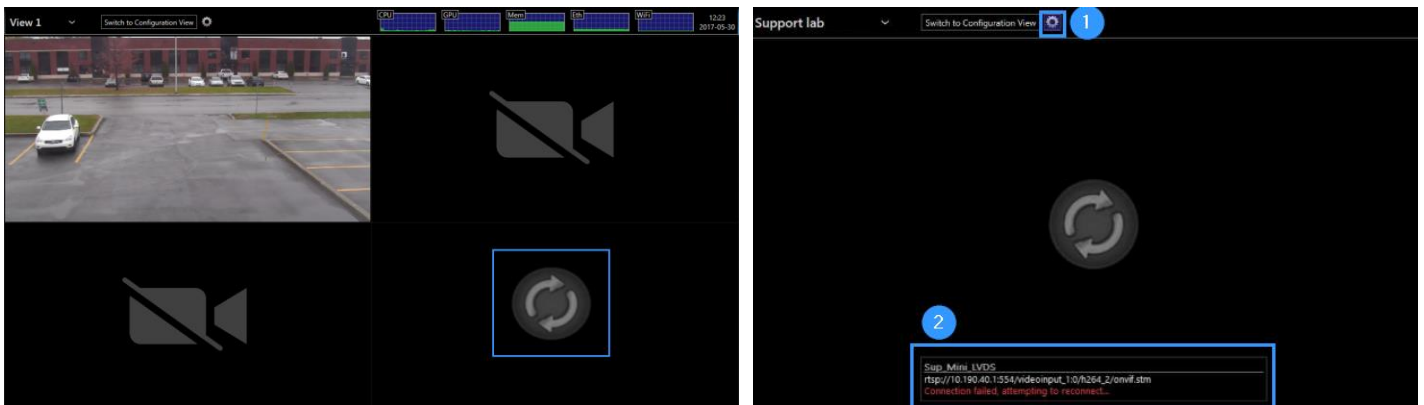 View 1
Switch to Configuration View
CPU
GPU
Mem
Eth
WiFi
12:23
2017-05-30
Support lab
Switch to Configuration View
1
2
Sup_Mini_LVDS
rtsp://10.190.40.1:554/videoinput_1:0/h264_2/onvif.stm
Connection failed, attempting to reconnect...